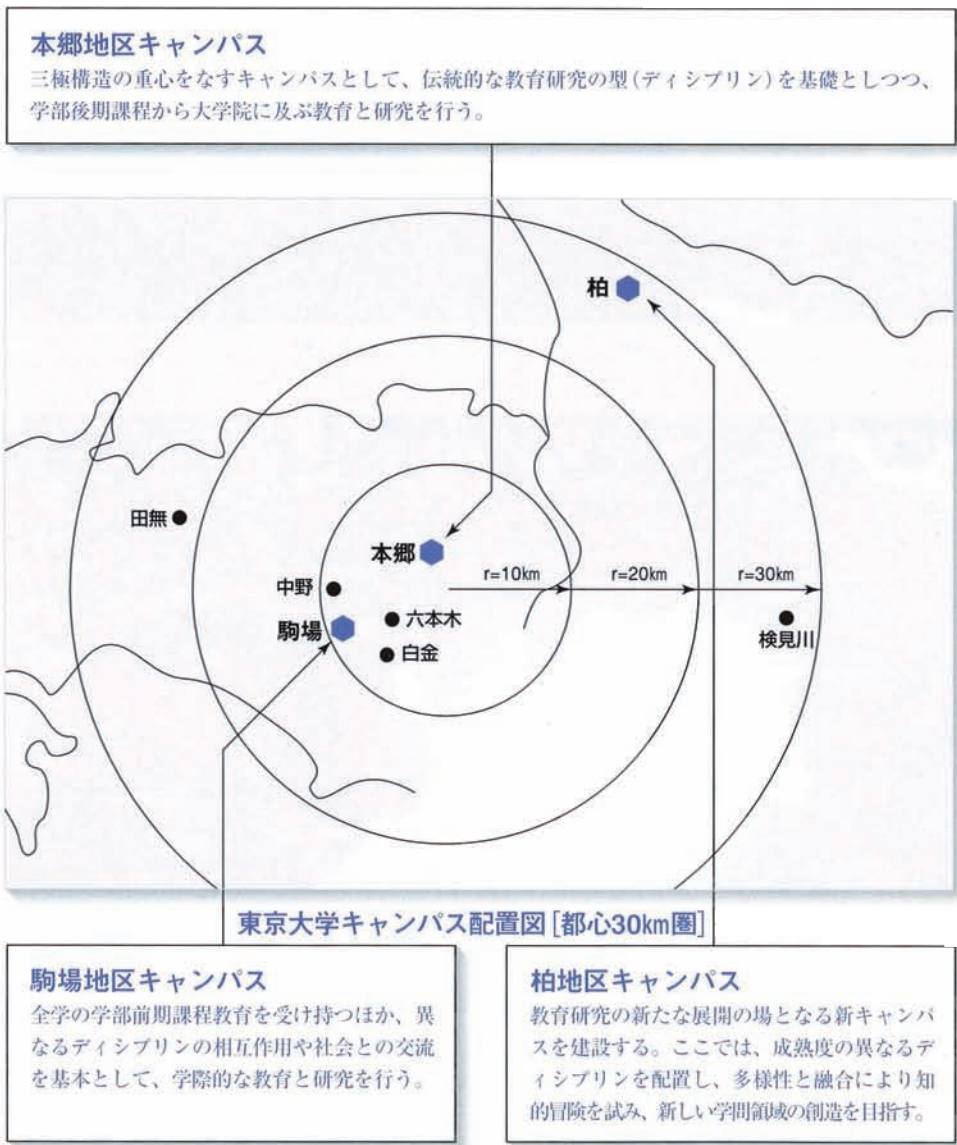 本郷地区キャンパス
三極構造の重心をなすキャンパスとして、伝統的な教育研究の型(ディシプリン)を基礎としつつ、
学部後期課程から大学院に及ぶ教育と研究を行う。
柏
田無
本郷
中野
r=10km
r=20km
r=30km
駒場
六本木
白金
検見川
東京大学キャンパス配置図[都心30km圏]
駒場地区キャンパス
全学の学部前期課程教育を受け持つほか、異
なるディシプリンの相互作用や社会との交流
を基本として、学際的な教育と研究を行う。
柏地区キャンパス
教育研究の新たな展開の場となる新キャンパ
スを建設する。ここでは、成熟度の異なるデ
ィシプリンを配置し、多様性と融合により知
的冒険を試み、新しい学問領域の創造を目指す。